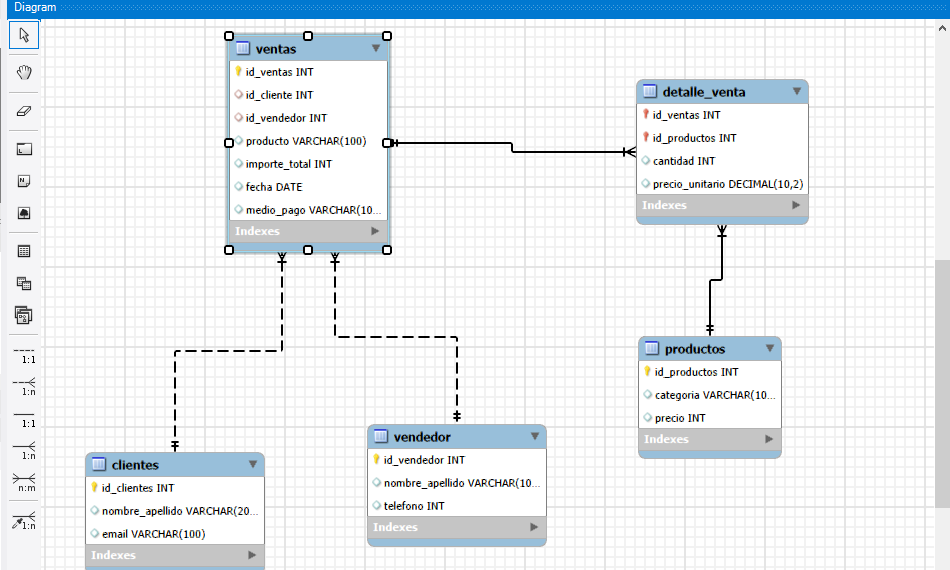 Diagram
ventas
id_ventas INT
id_cliente INT
id_vendedor INT
producto VARCHAR(100)
importe_total INT
fecha DATE
medio_pago VARCHAR(10...
Indexes
detalle_venta
id_ventas INT
id_productos INT
cantidad INT
precio_unitario DECIMAL(10,2)
Indexes
productos
id_productos INT
categoria VARCHAR(10...
precio INT
Indexes
vendedor
id_vendedor INT
nombre_apellido VARCHAR(10...
telefono INT
Indexes
clientes
id_clientes INT
nombre_apellido VARCHAR(20...
email VARCHAR(100)
Indexes
1:1
1:n
1:1
1:n
n:m
1:n